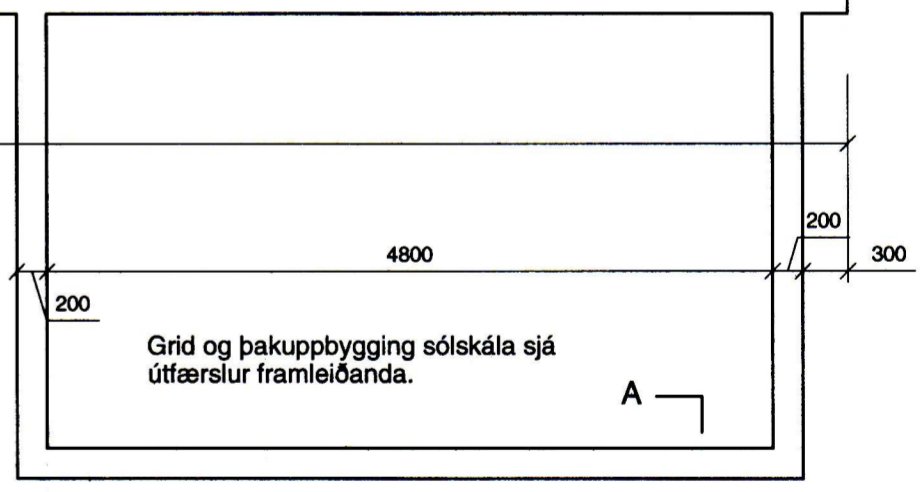 200
4800
300
200
Grid og þakuppbygging sólskála sjá
útfærslur framleiðanda.
A